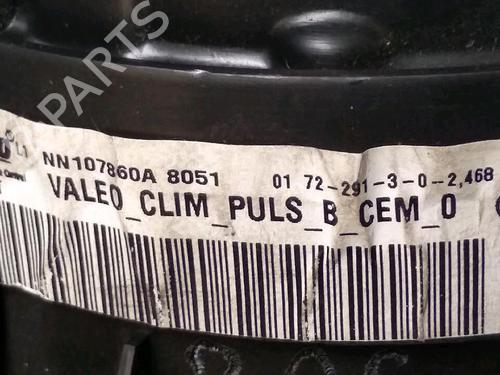 PARTS
NN107860A 8051 01 72-291-3-0-2,468
VALEO_CLIM_PULS_B_CEM_0